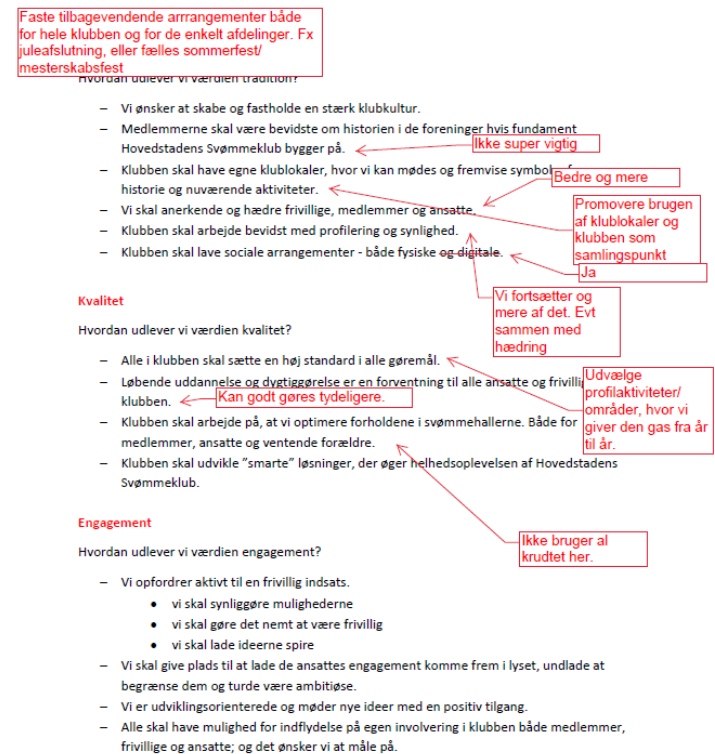 Faste tilbagevendende arrrangementer både
for hele klubben og for de enkelt afdelinger. Fx
juleafslutning, eller fælles sommerfest/
mesterskabsfest
Hvordan udlever vi værdien tradition?
– Vi ønsker at skabe og fastholde en stærk klubkultur.
– Medlemmerne skal være bevidste om historien i de foreninger hvis fundament
Hovedstadens Svømmeklub bygger på.
Ikke super vigtig
– Klubben skal have egne klublokaler, hvor vi kan mødes og fremvise
historie og nuværende aktiviteter.
Bedre og mere
– Vi skal anerkende og hædre frivillige, medlemmer og ansatte.
Promovere brugen
af klublokaler og
klubben som
samlingspunkt
– Klubben skal arbejde bevidst med profilering og synlighed.
– Klubben skal lave sociale arrangementer - både fysiske og digitale.
Ja
Vi fortsætter og
mere af det. Evt
sammen med
hædring
Kvalitet
Hvordan udlever vi værdien kvalitet?
– Alle i klubben skal sætte en høj standard i alle gøremål.
– Løbende uddannelse og dygtiggørelse er en forventning til alle ansatte og
klubben.
Kan godt gøres tydeligere.
Udvælge
profilaktiviteter/
områder, hvor vi
giver den gas fra år
til år.
– Klubben skal arbejde på, at vi optimere forholdene i svømmehallerne. Både for
medlemmer, ansatte og ventende forældre.
– Klubben skal udvikle ”smarte” løsninger, der øger helhedsoplevelsen af Hovedstadens
Svømmeklub.
Ikke bruger al
krudtet her.
Engagement
Hvordan udlever vi værdien engagement?
– Vi opfordrer aktivt til en frivillig indsats.
• vi skal synliggøre mulighederne
• vi skal gøre det nemt at være frivillig
• vi skal lade ideerne spire
– Vi skal give plads til at lade de ansattes engagement komme frem i lyset, undlade at
begrænse dem og turde være ambitiøse.
– Vi er udviklingsorienterede og møder nye ideer med en positiv tilgang.
– Alle skal have mulighed for indflydelse på egen involvering i klubben både medlemmer,
frivillige og ansatte; og det ønsker vi at måle på.